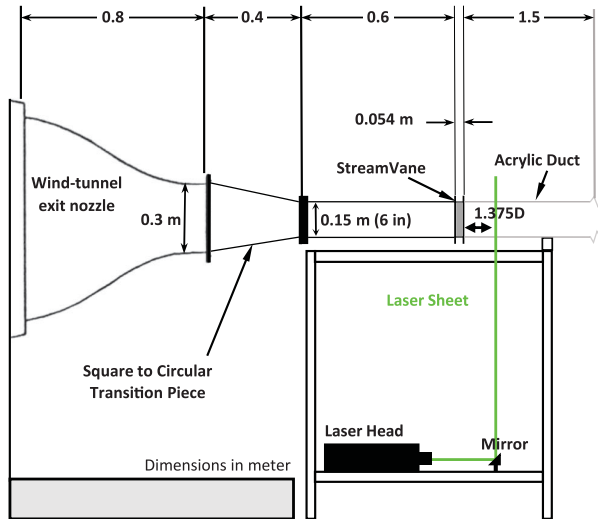 0.8
0.4
0.6
1.5
0.054 m
StreamVane
Acrylic Duct
Wind-tunnel
exit nozzle
0.3 m
0.15 m (6 in)
1.375D
Laser Sheet
Square to Circular
Transition Piece
Laser Head
Mirror
Dimensions in meter